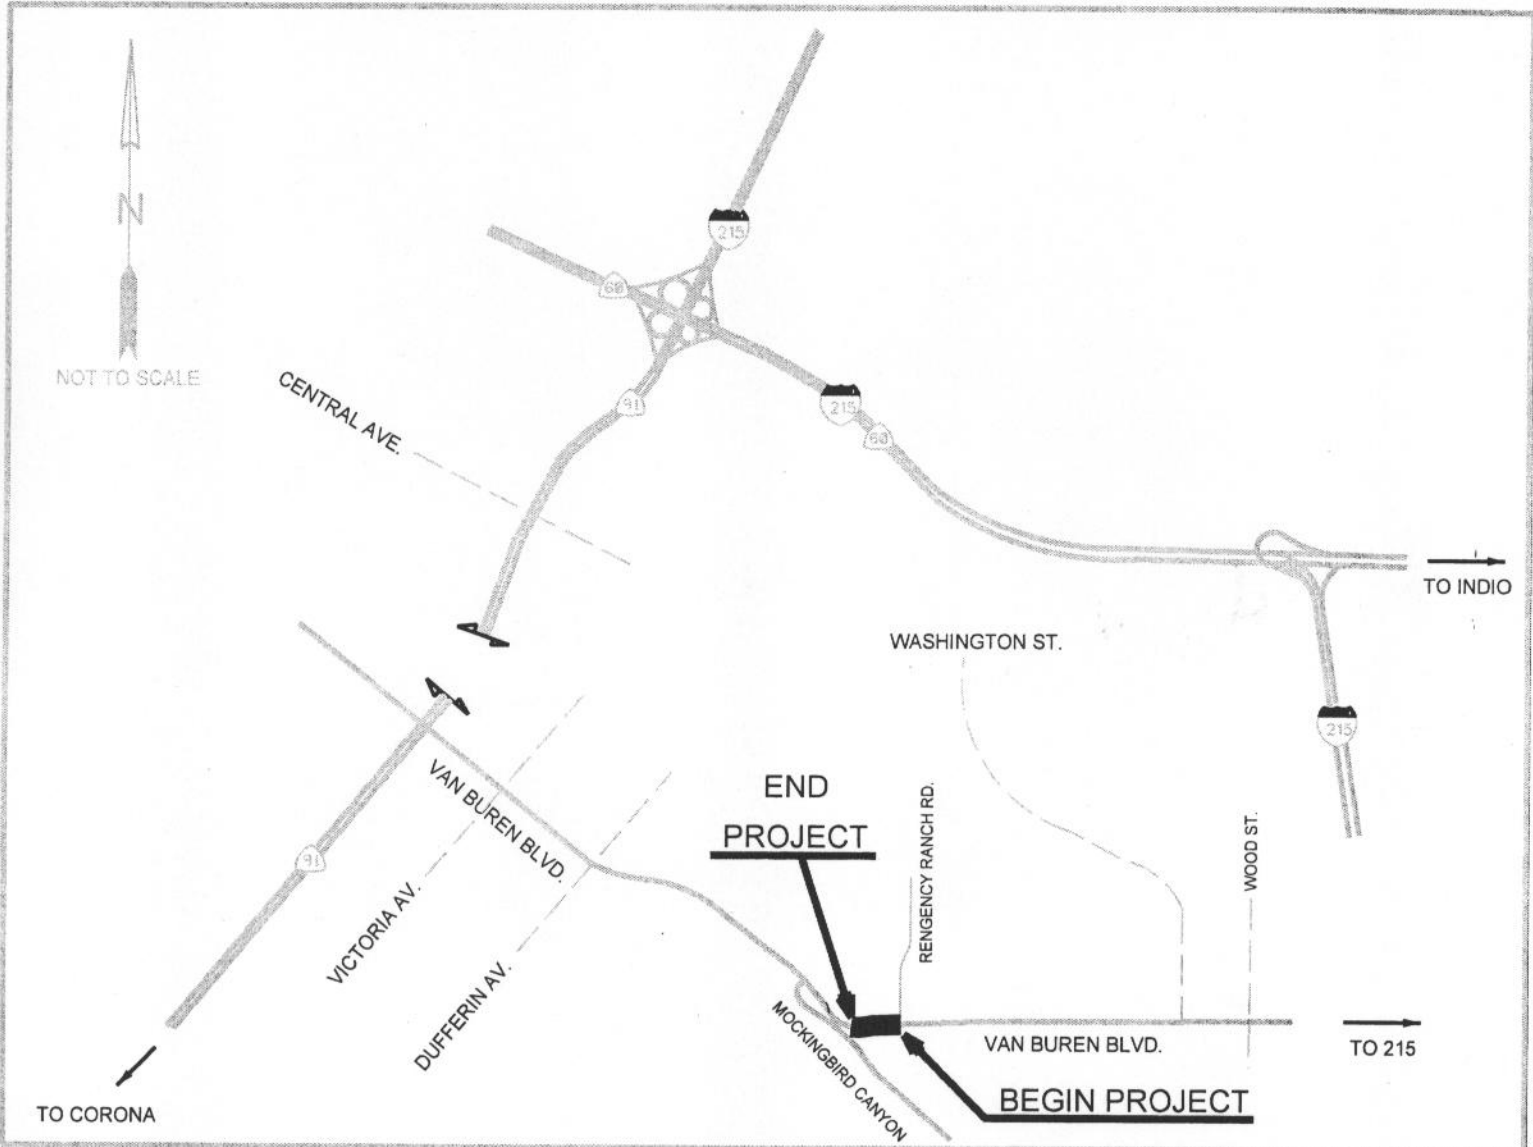 215
N
60
NOT TO SCALE
CENTRAL AVE.
91
215
60
TO INDIO
WASHINGTON ST.
215
VAN BUREN BLVD.
END
PROJECT
RENGENCY RANCH RD.
WOOD ST.
91
VICTORIA AV.
DUFFERIN AV.
MOCKINGBIRD CANYON
VAN BUREN BLVD.
TO 215
BEGIN PROJECT
TO CORONA